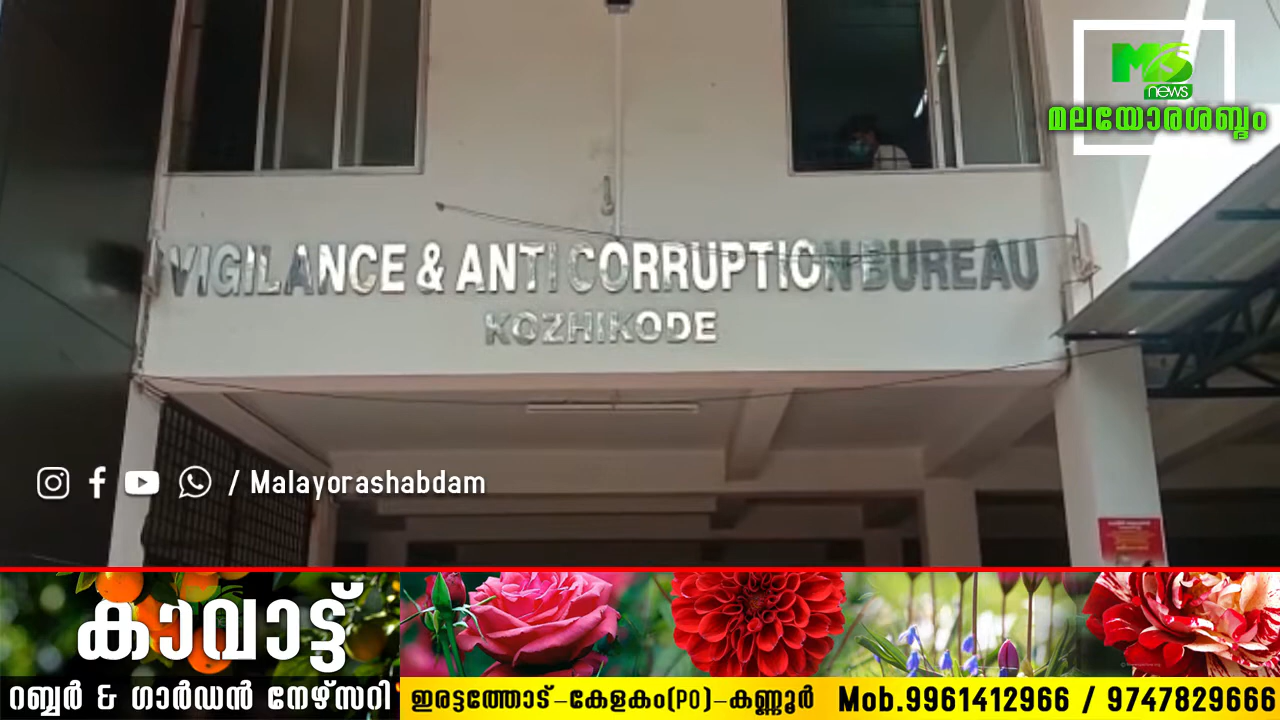 MS
news
മലയോരശബ്ദം
VIGILANCE & ANTI CORRUPTION BUREAU
KOZHIKODE
/ Malayorashabdam
കാവാട്ട്
റബ്ബർ & ഗാർഡൻ നേഴ്സറി
ഇരട്ടത്തോട്-കേളകം(PO)-കണ്ണൂർ
Mob.9961412966 / 9747829666